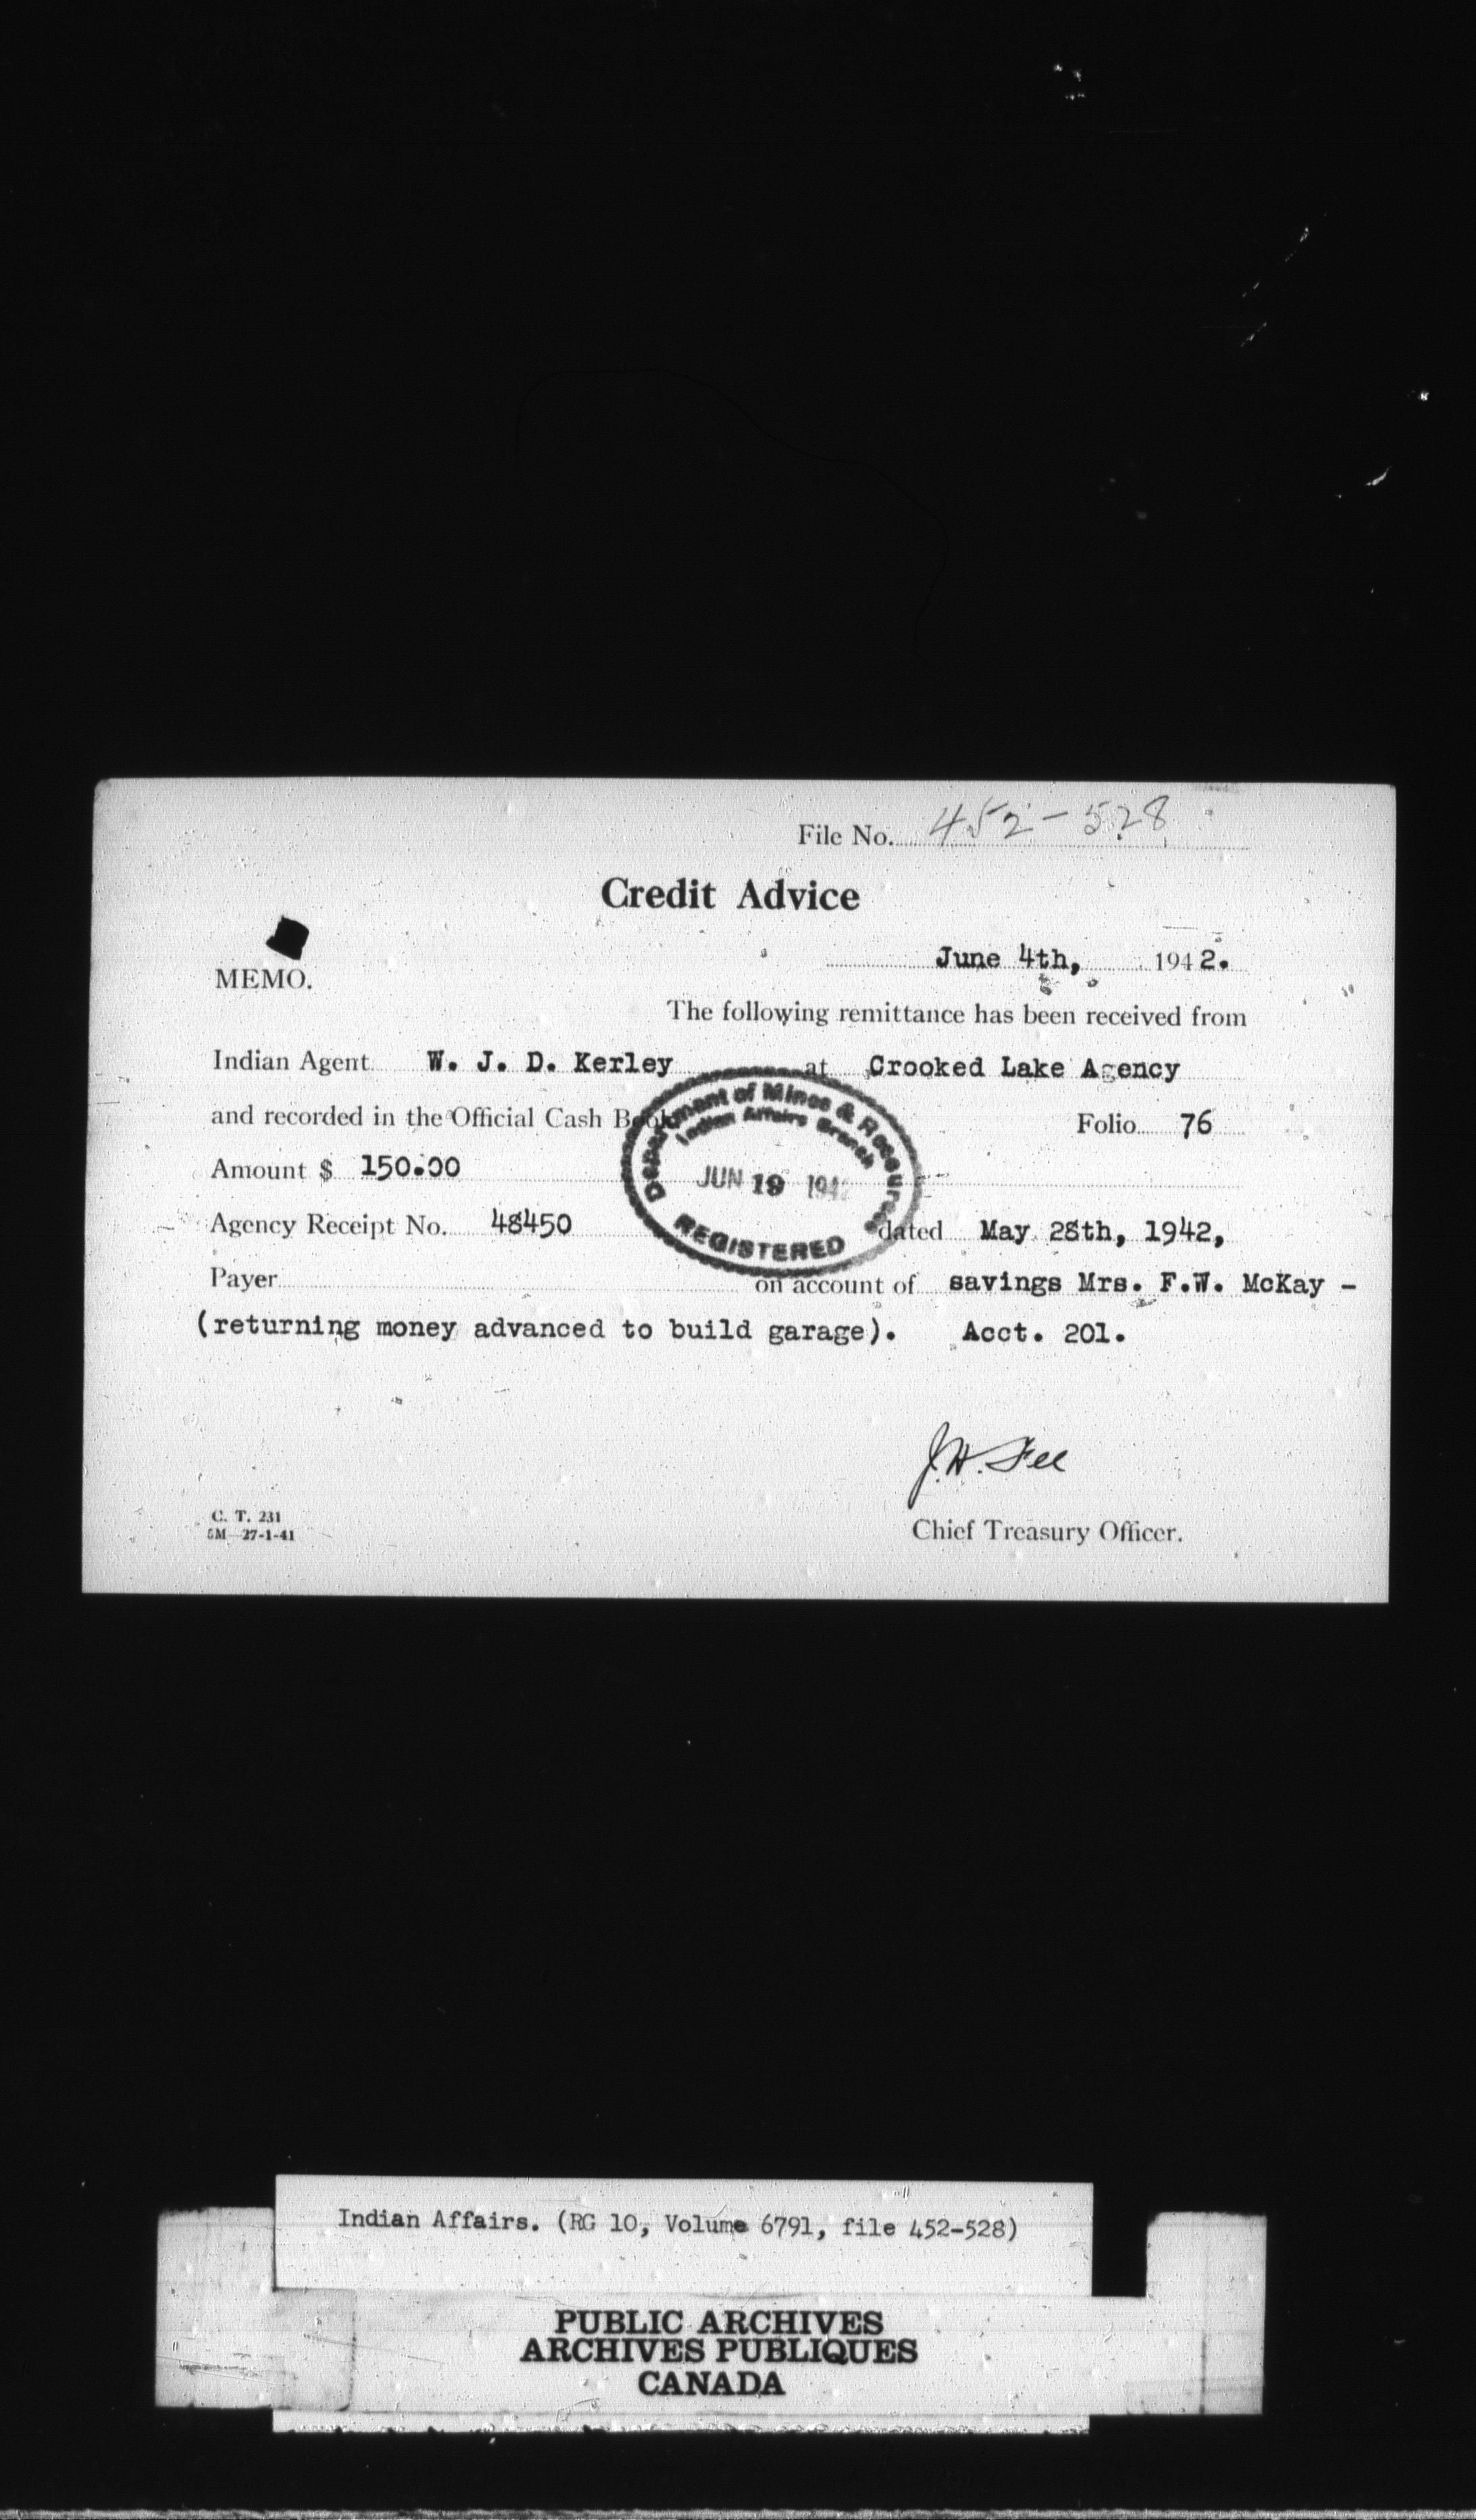 File No. 452-528
Credit Advice
June 4th, 1942.
MEMO.
The following remittance has been received from
Indian Agent W. J. D. Kerley at Crooked Lake Agency
and recorded in the Official Cash Book Folio 76
Department of Mines & Resources
Indian Affairs Branch
JUN 19 1942
REGISTERED
Amount $ 150.00
Agency Receipt No. 48450 dated May 28th, 1942,
Payer on account of savings Mrs. F.W. McKay -
(returning money advanced to build garage). Acct. 201.
J.W. Fee
Chief Treasury Officer.
C. T. 231
5M-27-1-41
Indian Affairs. (RG 10, Volume 6791, file 452-528)
PUBLIC ARCHIVES
ARCHIVES PUBLIQUES
CANADA